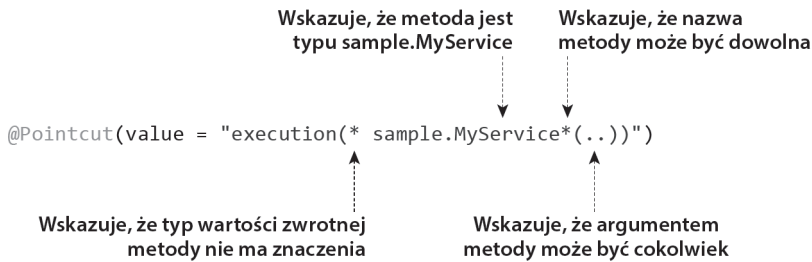 Wskazuje, że metoda jest
typu sample.MyService
Wskazuje, że nazwa
metody może być dowolna
@Pointcut(value = "execution(* sample.MyService*(..))")
Wskazuje, że typ wartości zwrotnej
metody nie ma znaczenia
Wskazuje, że argumentem
metody może być cokolwiek